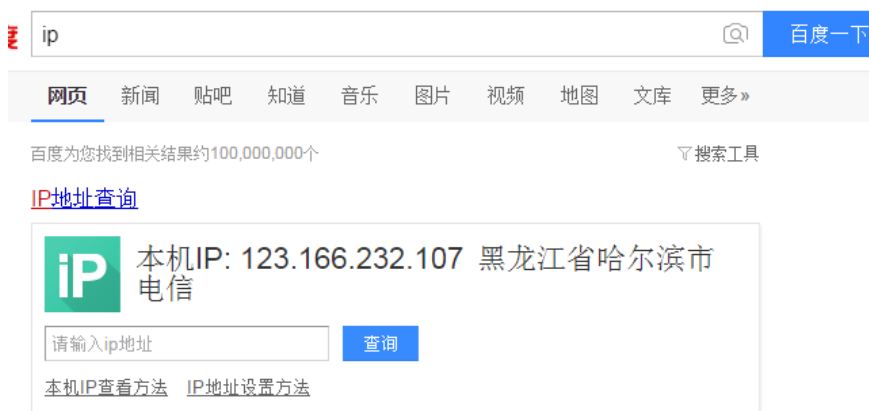 度 ip 百度一下
网页 新闻 贴吧 知道 音乐 图片 视频 地图 文库 更多»
百度为您找到相关结果约100,000,000个 搜索工具
IP地址查询
iP 本机IP: 123.166.232.107 黑龙江省哈尔滨市
电信
请输入ip地址 查询
本机IP查看方法 IP地址设置方法